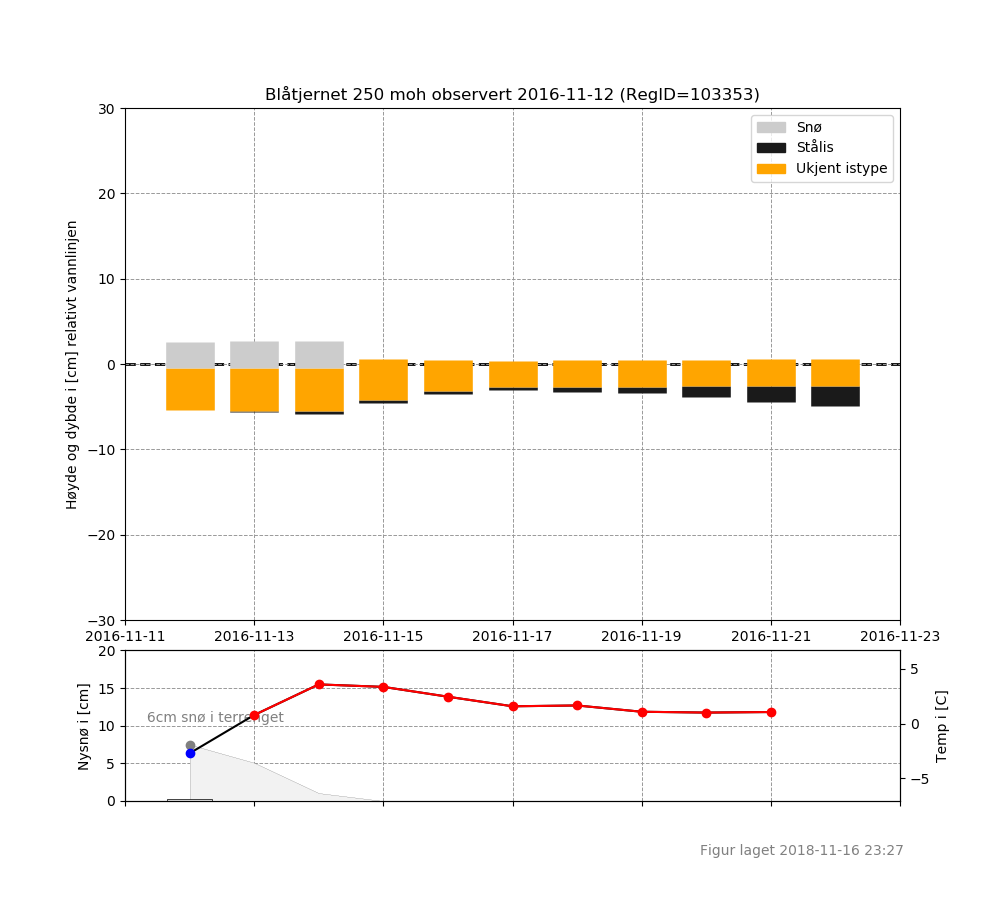 Blåtjernet 250 moh observert 2016-11-12 (RegID=103353)
Snø
Stålis
Ukjent istype
Høyde og dybde i [cm] relativt vannlinjen
30
20
10
0
−10
−20
−30
2016-11-11 2016-11-13 2016-11-15 2016-11-17 2016-11-19 2016-11-21 2016-11-23
Nysnø i [cm]
20
15
10
5
0
6cm snø i terrenget
5
0
−5
Temp i [C]
Figur laget 2018-11-16 23:27